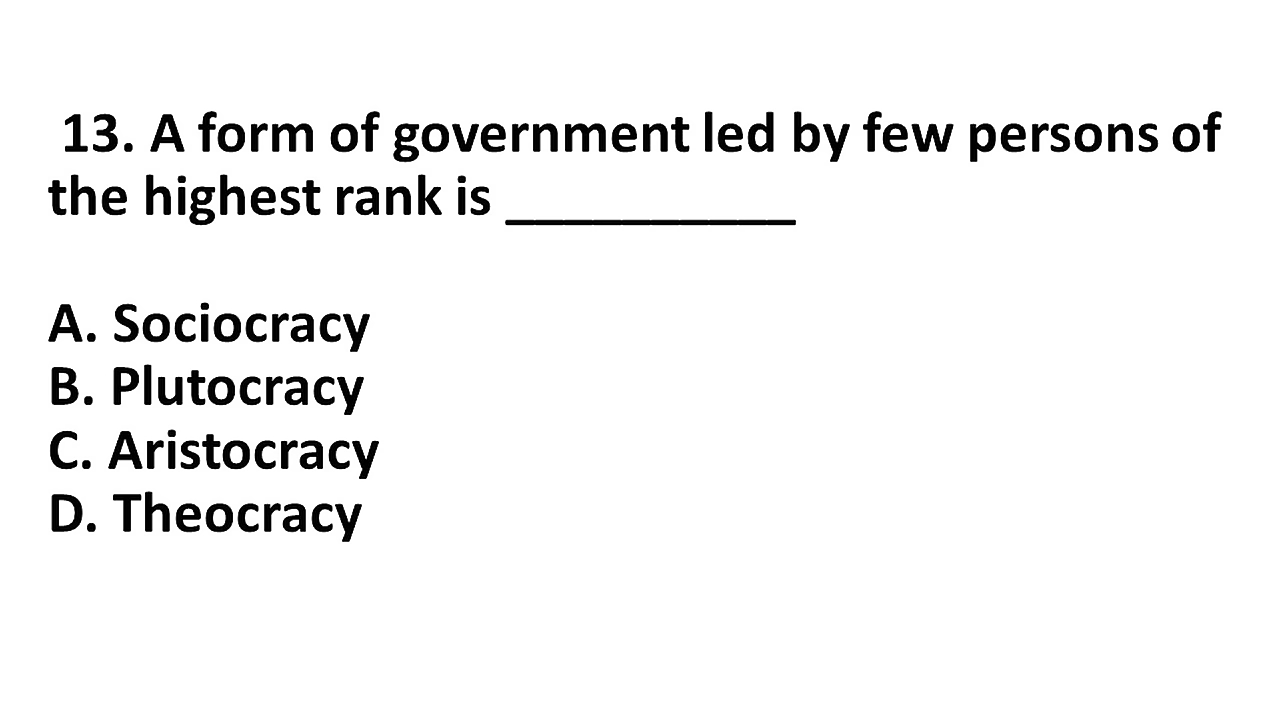 13. A form of government led by few persons of
the highest rank is __________
A. Sociocracy
B. Plutocracy
C. Aristocracy
D. Theocracy